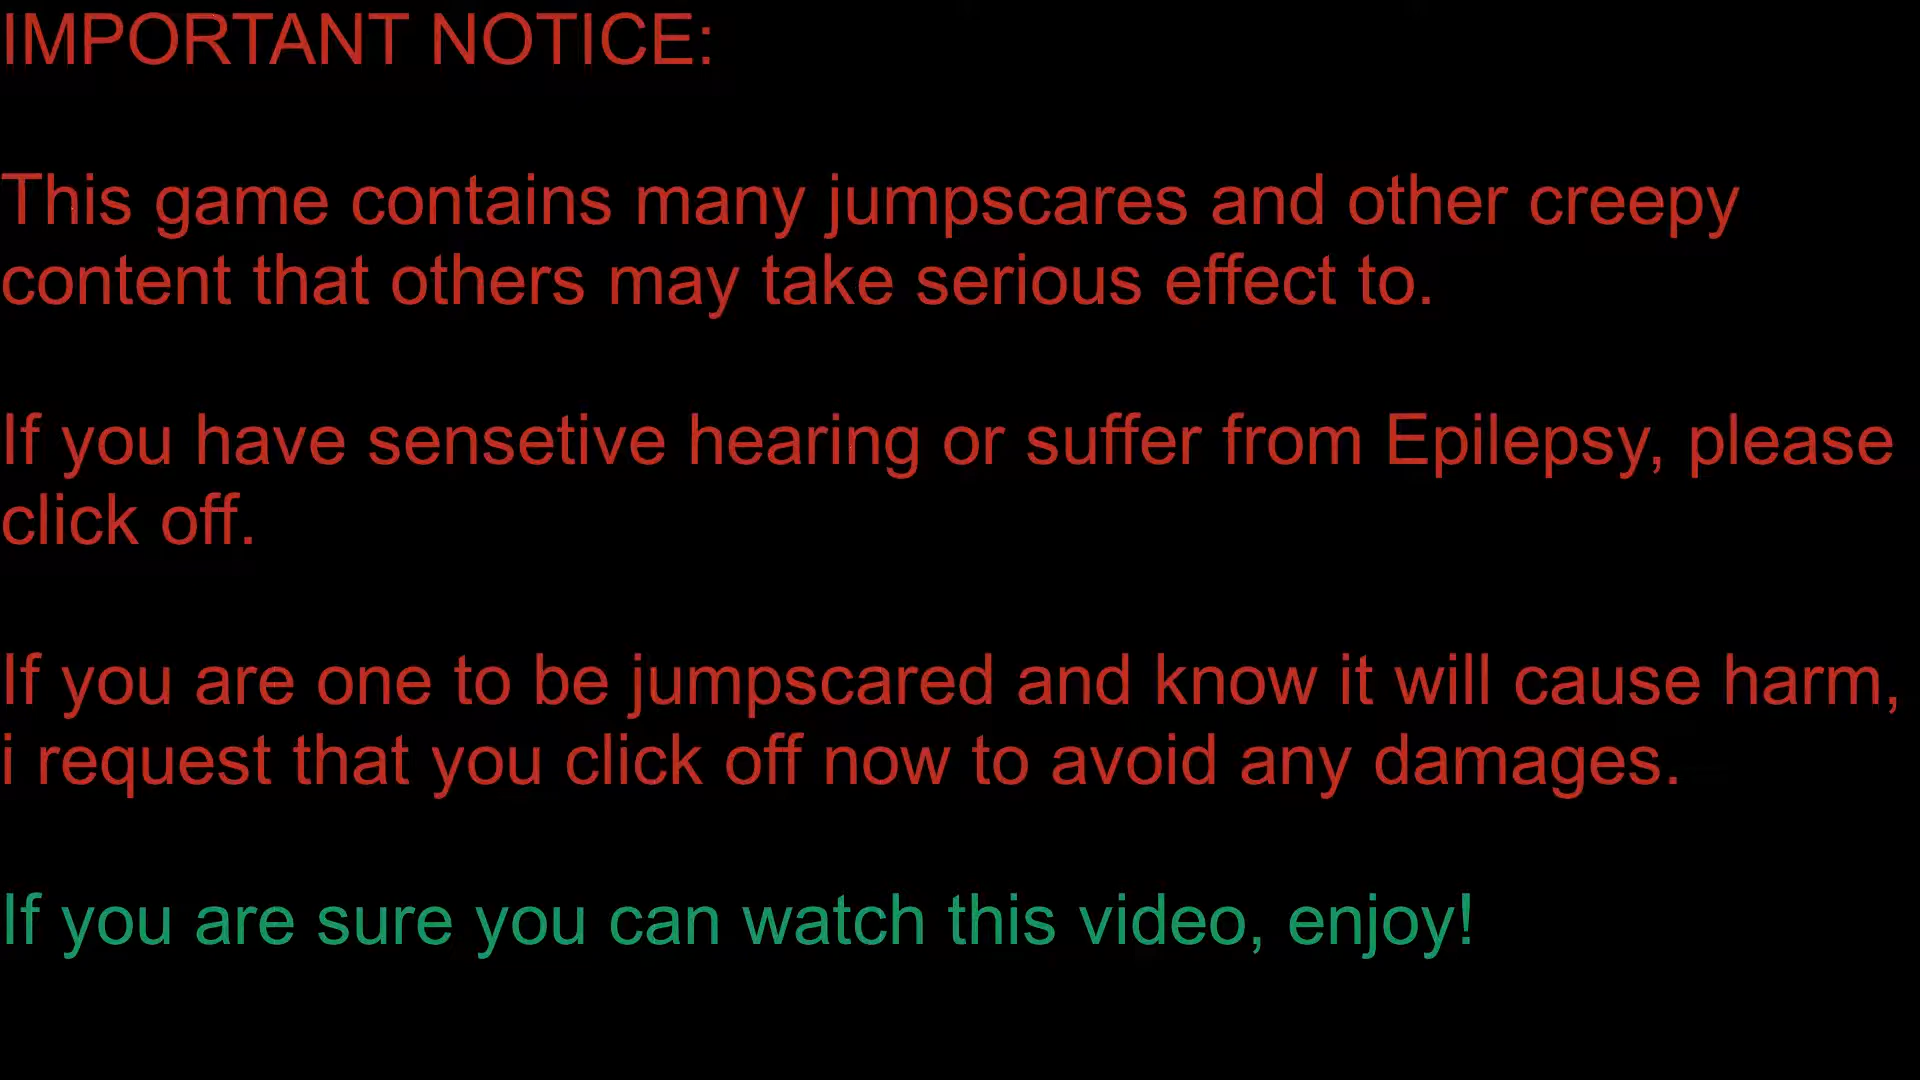 IMPORTANT NOTICE:
This game contains many jumpscares and other creepy
content that others may take serious effect to.
If you have sensetive hearing or suffer from Epilepsy, please
click off.
If you are one to be jumpscared and know it will cause harm,
i request that you click off now to avoid any damages.
If you are sure you can watch this video, enjoy!